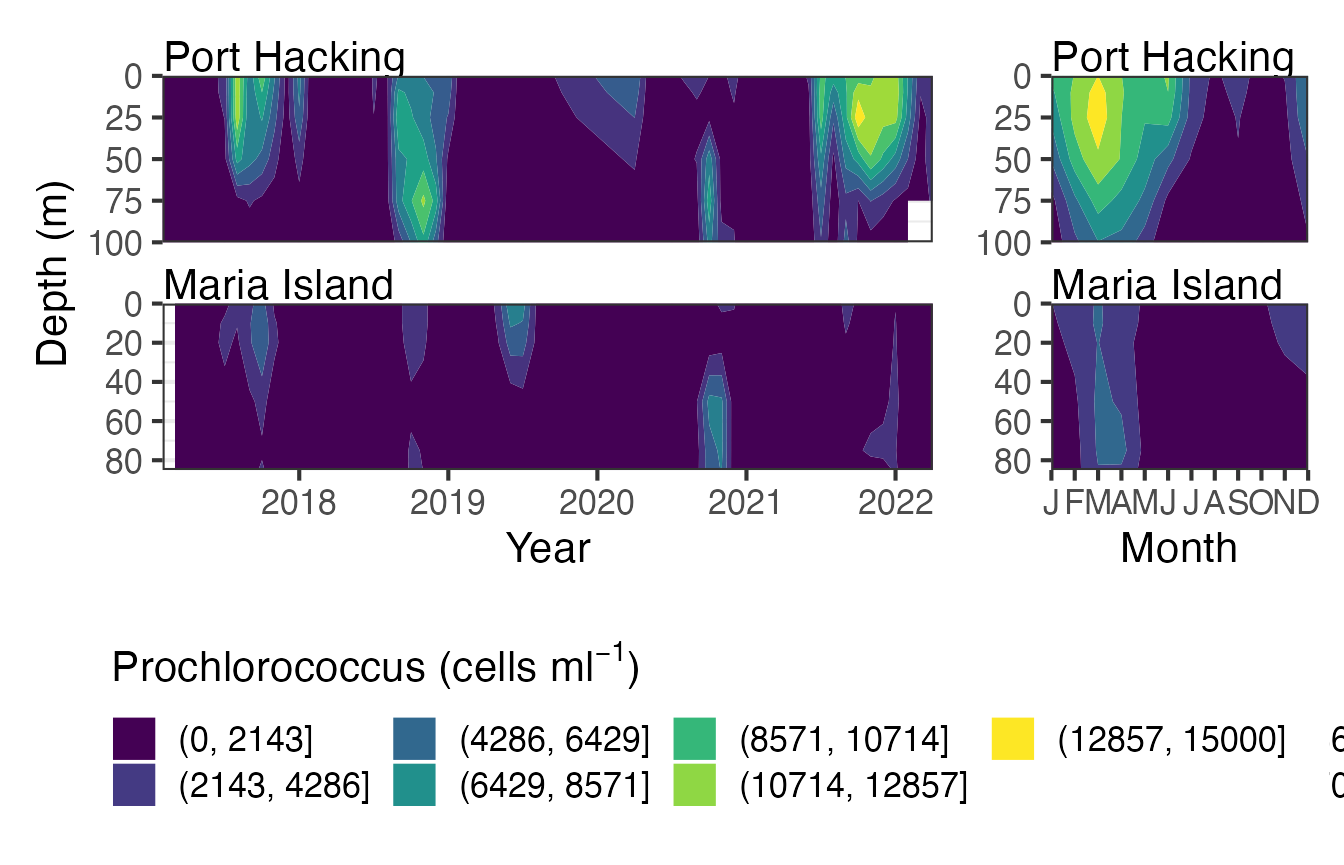 Port Hacking
Port Hacking
0
25
50
75
100
0
25
50
75
100
Depth (m)
Maria Island
Maria Island
0
20
40
60
80
0
20
40
60
80
2018 2019 2020 2021 2022
J F M A M J J A S O N D
Year
Month
Prochlorococcus (cells ml⁻¹)
(0, 2143] (4286, 6429] (8571, 10714] (12857, 15000]
(2143, 4286] (6429, 8571] (10714, 12857]